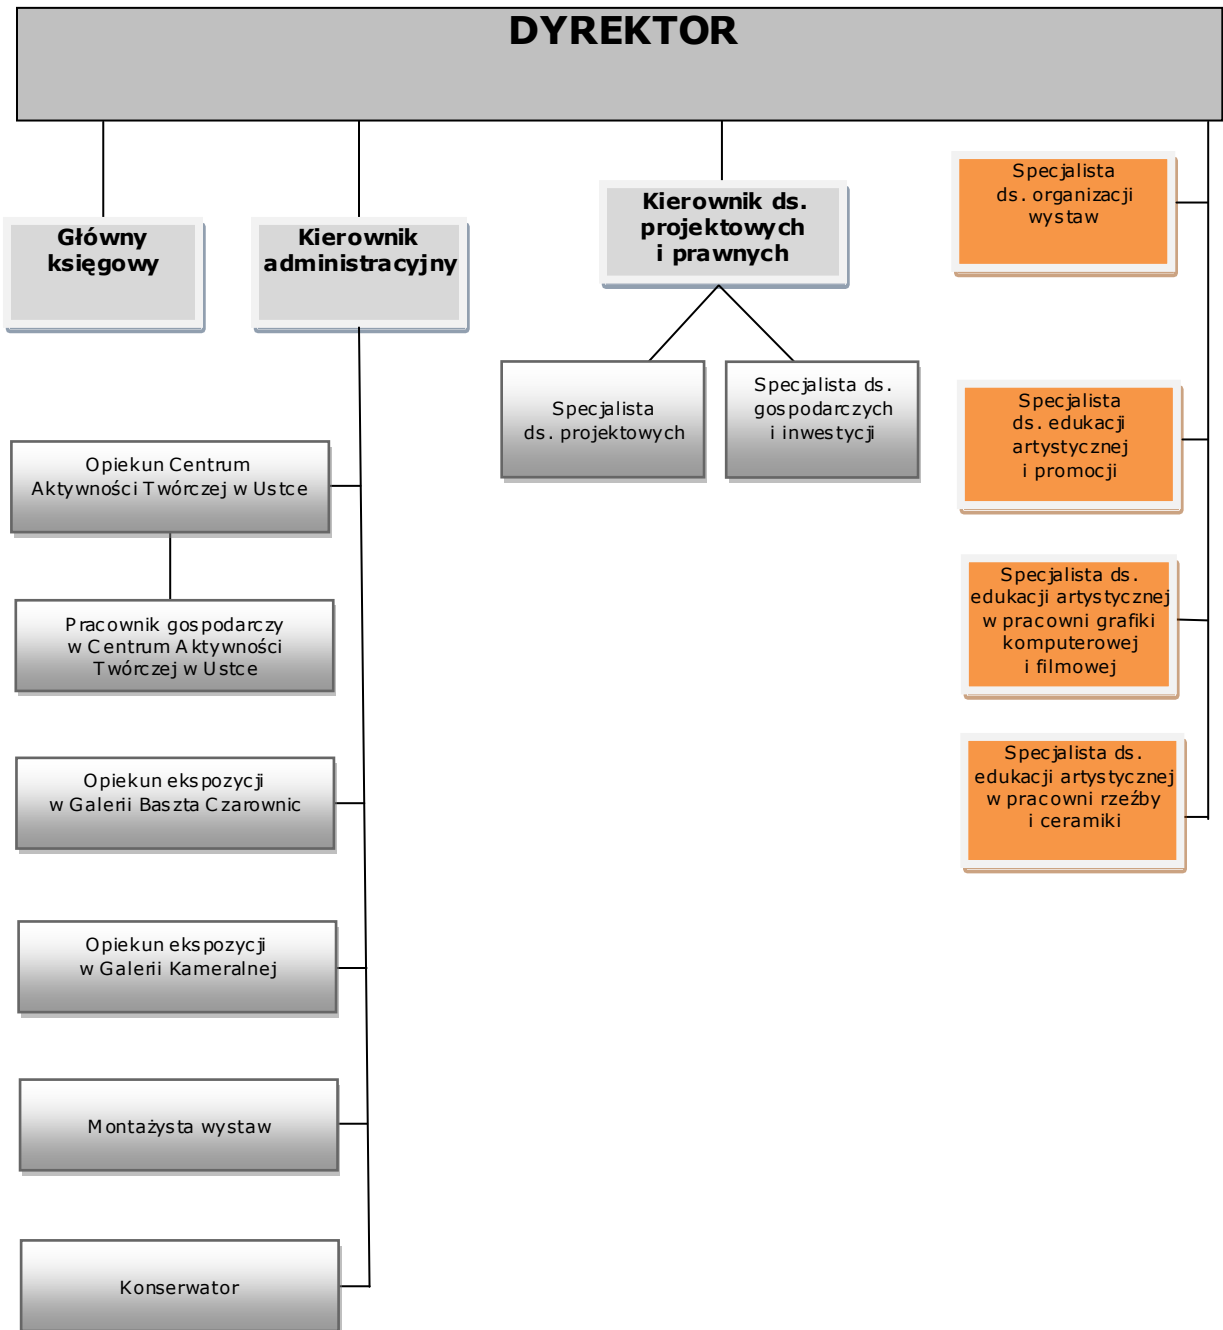 DYREKTOR
Główny
księgowy
Kierownik
administracyjny
Kierownik ds.
projektowych
i prawnych
Specjalista
ds. organizacji
wystaw
Specjalista
ds. projektowych
Specjalista ds.
gospodarczych
i inwestycji
Specjalista
ds. edukacji
artystycznej
i promocji
Opiekun Centrum
Aktywności Twórczej w Ustce
Pracownik gospodarczy
w Centrum Aktywności
Twórczej w Ustce
Specjalista ds.
edukacji artystycznej
w pracowni grafiki
komputerowej
i filmowej
Opiekun ekspozycji
w Galerii Baszta Czarownic
Specjalista ds.
edukacji artystycznej
w pracowni rzeźby
i ceramiki
Opiekun ekspozycji
w Galerii Kameralnej
Montażysta wystaw
Konserwator